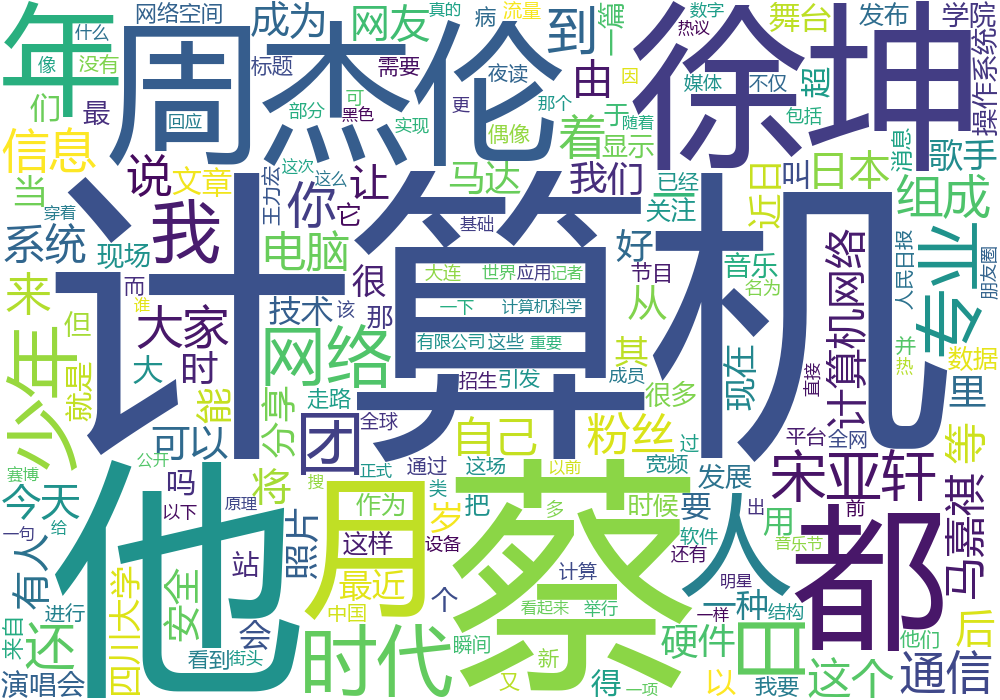 年
什么
像
没有
们
最
信息
网络空间
周杰伦
成为
标题
回应
网友
真的
需要
部分
可
黑色
实现
病
流量
夜读
更
偶像
到
那个
由
于
随着
因
热议
显示
着
数字
媒体
徐坤
不仅
包括
舞台
超
发布
学院
操作系统
消息
歌手
说
文章
当
穿着
系统
现场
而
谁
来
但
少年
就是
大
我
大家
时
能
可以
王力宏
这次
这么
你
它
让
电脑
技术
该
很
那
网络
分享
走路
团
全球
计算机
马达
基础
大连
世界
应用
记者
一下
计算机科学
有限公司
这些
重要
招生
引发
成员
自己
粉丝
我们
已经
关注
好
节目
从
其
很多
过
近日
叫
日本
音乐
名为
现在
计算机网络
直接
平台
全网
组成
人民日报
朋友圈
专业
并
热
数据
里
等
赛博
公开
今天
一句
给
有人
来自
还
进行
演唱会
四川大学
安全
吗
以下
将
原理
站
会
看到
街头
他
搜
正式
照片
月
通过
作为
这样
最近
中国
个
时代
类
岁
设备
这场
以前
把
瞬间
蔡
多
计算
看起来
举行
新
又
得
一项
宽频
时候
发展
要
软件
还有
硬件
人
出
明星
一样
一种
以
我要
宋亚轩
用
前
音乐节
都
结构
日
这个
马嘉祺
后
他们
通信